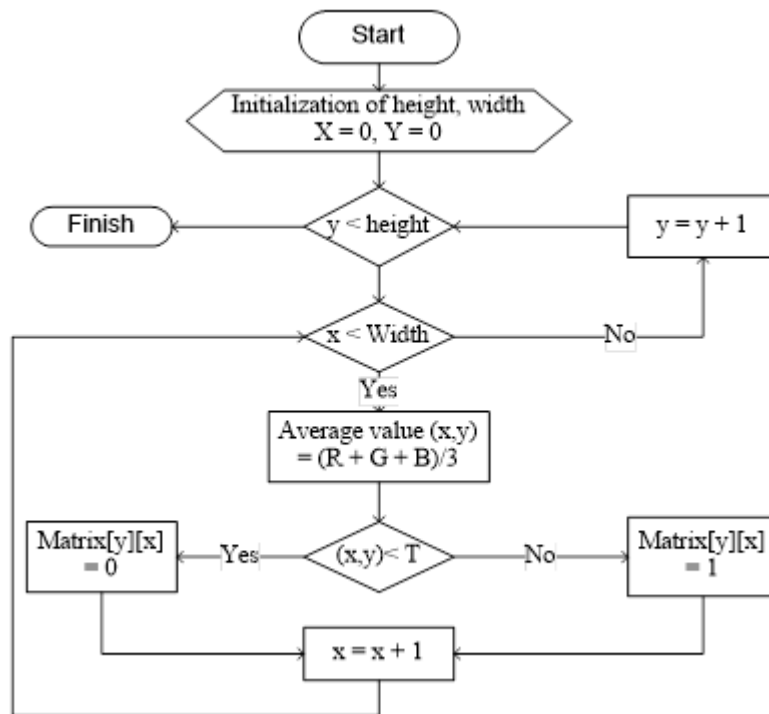 Start
Initialization of height, width
X = 0, Y = 0
Finish
y < height
y = y + 1
x < Width
No
Yes
Average value (x,y)
= (R + G + B)/3
Matrix[y][x]
= 0
Yes
(x,y)< T
No
Matrix[y][x]
= 1
x = x + 1